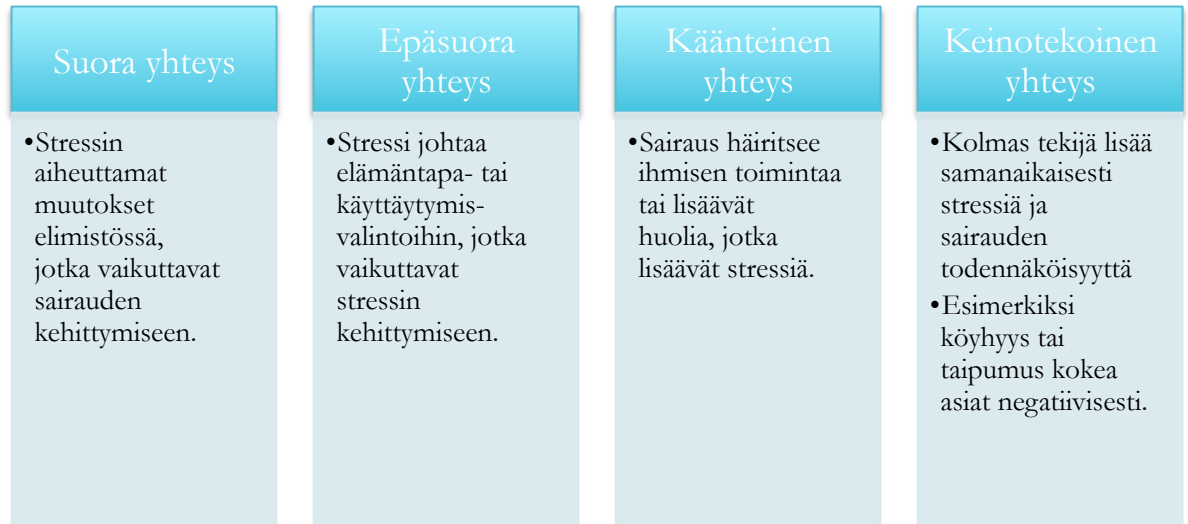 Suora yhteys
•Stressin
aiheuttamat
muutokset
elimistössä,
jotka vaikuttavat
sairauden
kehittymiseen.
Epäsuora
yhteys
•Stressi johtaa
elämäntapa- tai
käyttäytymis-
valintoihin, jotka
vaikuttavat
stressin
kehittymiseen.
Käänteinen
yhteys
•Sairaus häiritsee
ihmisen toimintaa
tai lisäävät
huolia, jotka
lisäävät stressiä.
Keinotekoinen
yhteys
•Kolmas tekijä lisää
samanaikaisesti
stressiä ja
sairauden
todennäköisyyttä
•Esimerkiksi
köyhyys tai
taipumus kokea
asiat negatiivisesti.